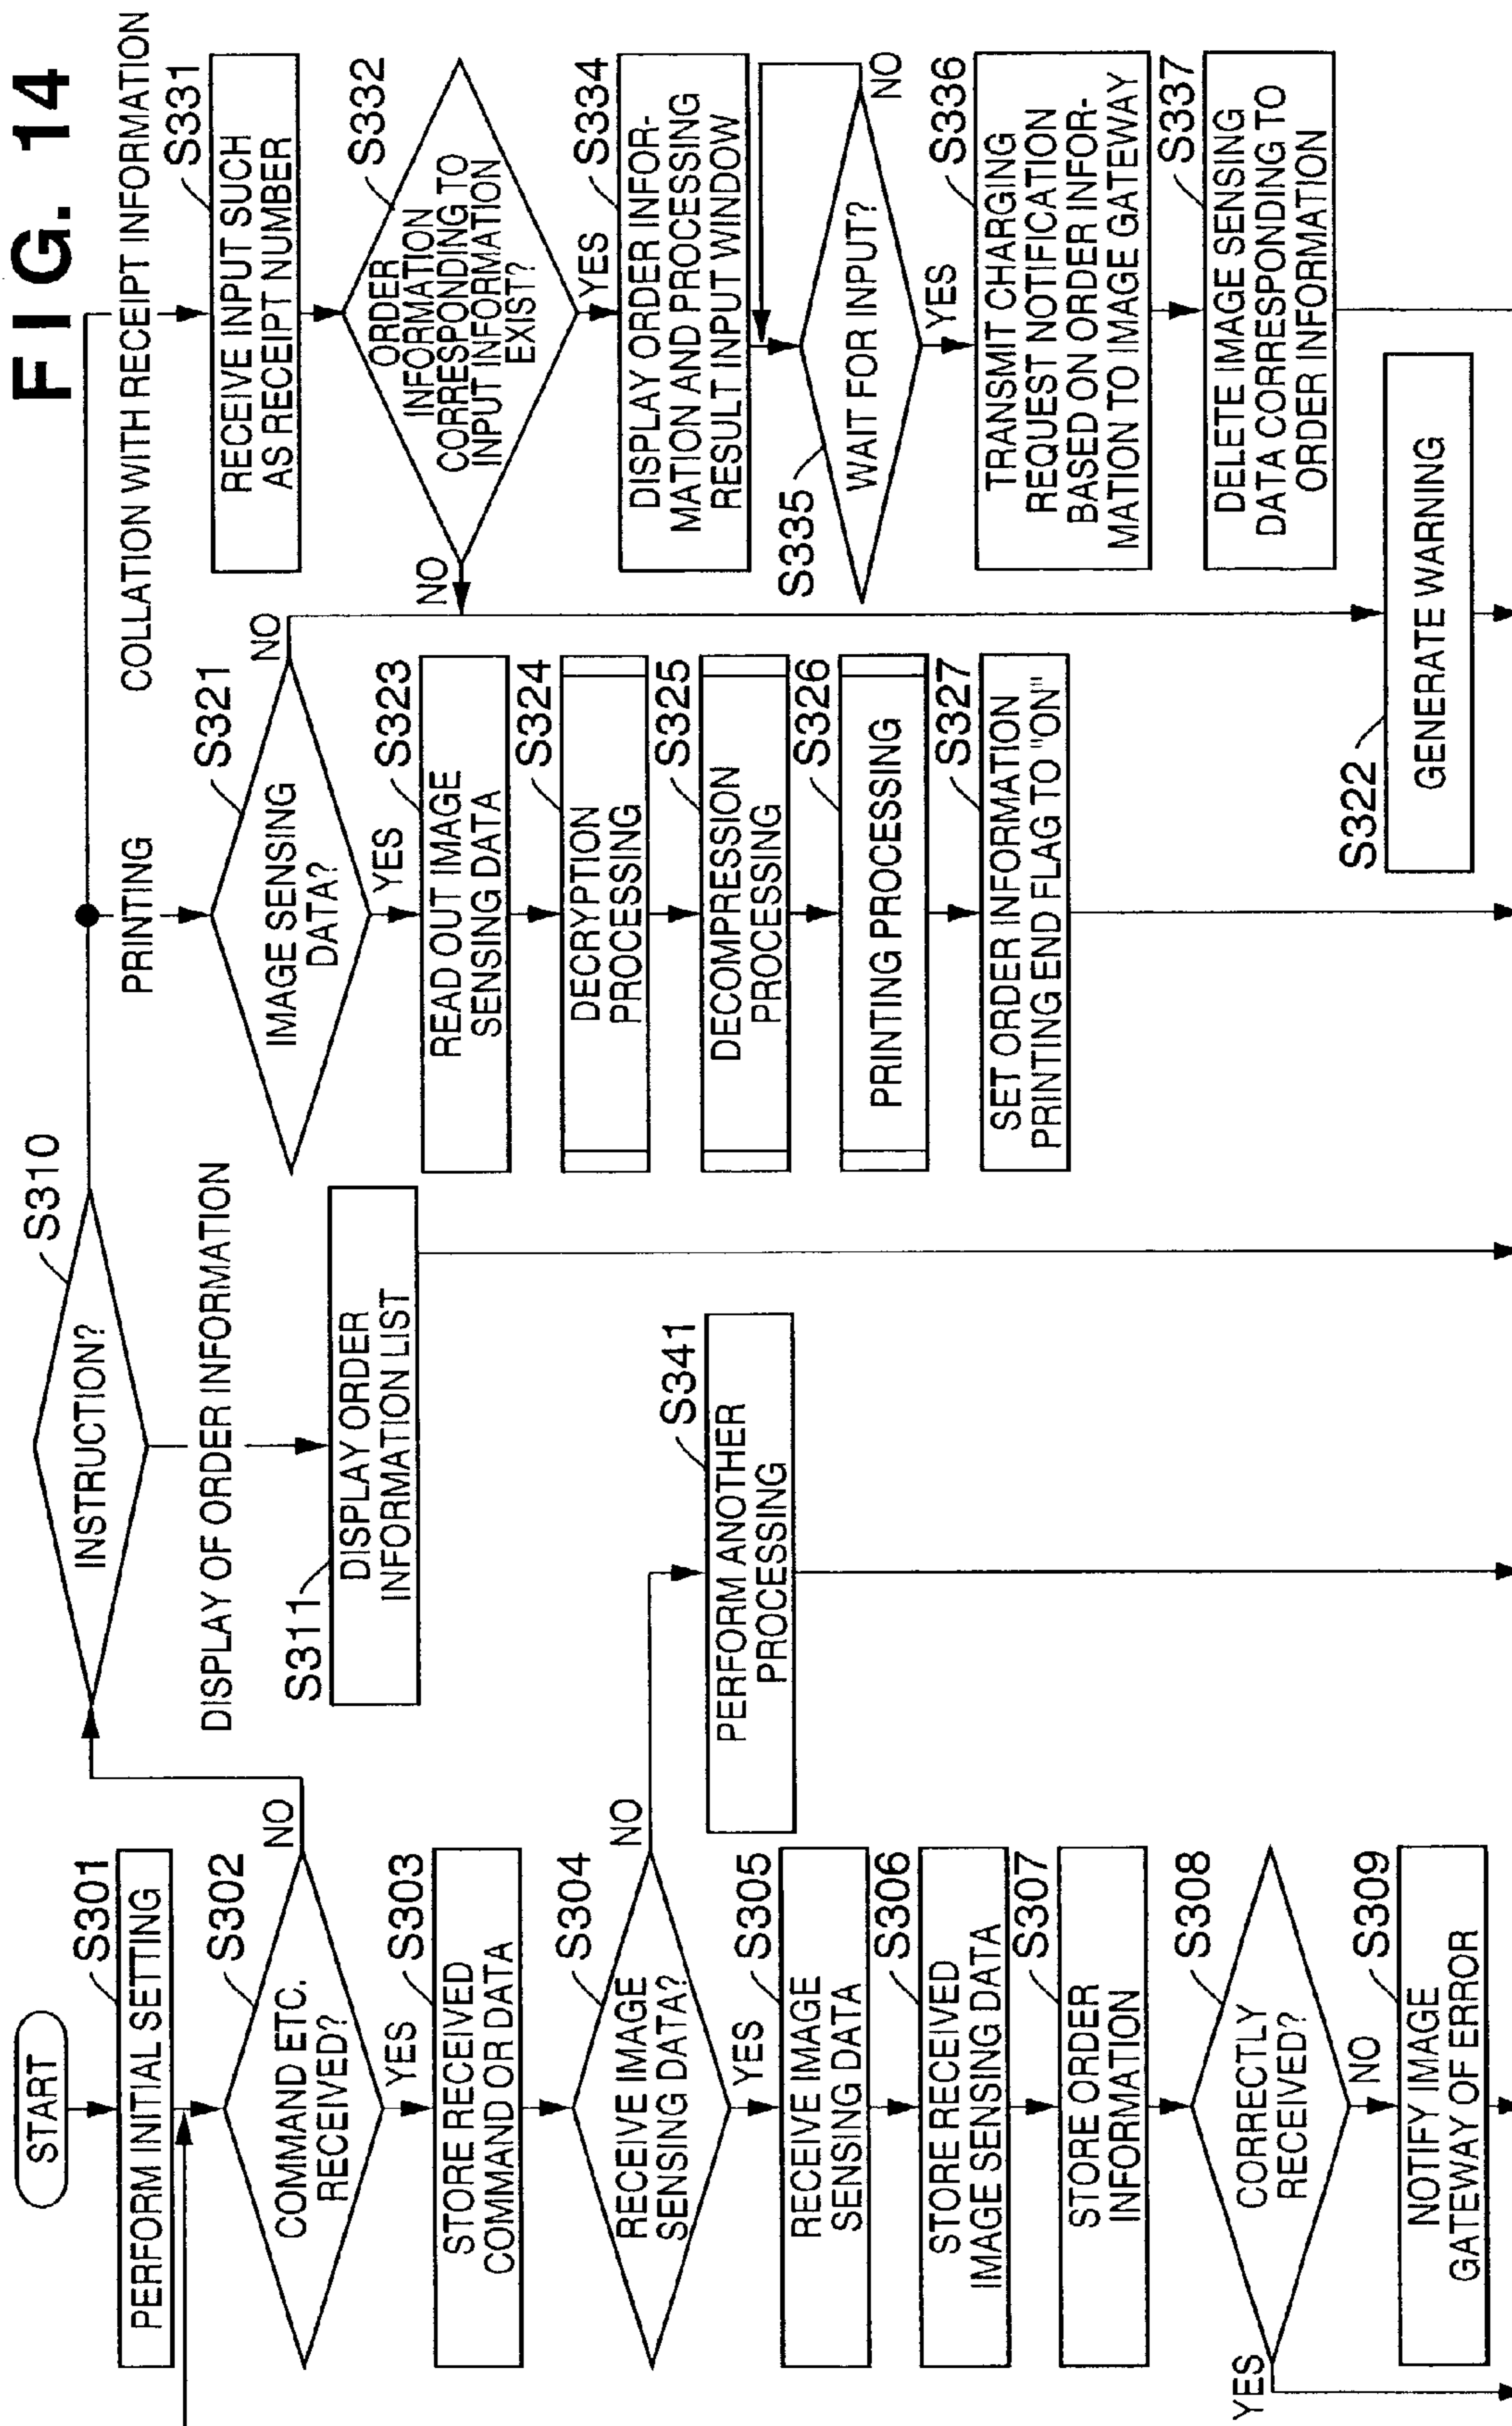 FIG. 14
START
S301
PERFORM INITIAL SETTING
S302
COMMAND ETC.
RECEIVED?
NO
YES
S303
STORE RECEIVED
COMMAND OR DATA
S304
RECEIVE IMAGE
SENSING DATA?
NO
YES
S305
RECEIVE IMAGE
SENSING DATA
S306
STORE RECEIVED
IMAGE SENSING DATA
S307
STORE ORDER
INFORMATION
S308
CORRECTLY
RECEIVED?
YES
NO
S309
NOTIFY IMAGE
GATEWAY OF ERROR
S341
PERFORM ANOTHER
PROCESSING
S310
INSTRUCTION?
DISPLAY OF ORDER INFORMATION
S311
DISPLAY ORDER
INFORMATION LIST
PRINTING
S321
IMAGE SENSING
DATA?
NO
YES
S323
READ OUT IMAGE
SENSING DATA
S324
DECRYPTION
PROCESSING
S325
DECOMPRESSION
PROCESSING
S326
PRINTING PROCESSING
S327
SET ORDER INFORMATION
PRINTING END FLAG TO "ON"
COLLATION WITH RECEIPT INFORMATION
S331
RECEIVE INPUT SUCH
AS RECEIPT NUMBER
S332
ORDER
INFORMATION
CORRESPONDING TO
INPUT INFORMATION
EXIST?
NO
YES
S334
DISPLAY ORDER INFOR-
MATION AND PROCESSING
RESULT INPUT WINDOW
S335
WAIT FOR INPUT?
NO
YES
S336
TRANSMIT CHARGING
REQUEST NOTIFICATION
BASED ON ORDER INFOR-
MATION TO IMAGE GATEWAY
S337
DELETE IMAGE SENSING
DATA CORRESPONDING TO
ORDER INFORMATION
S322
GENERATE WARNING